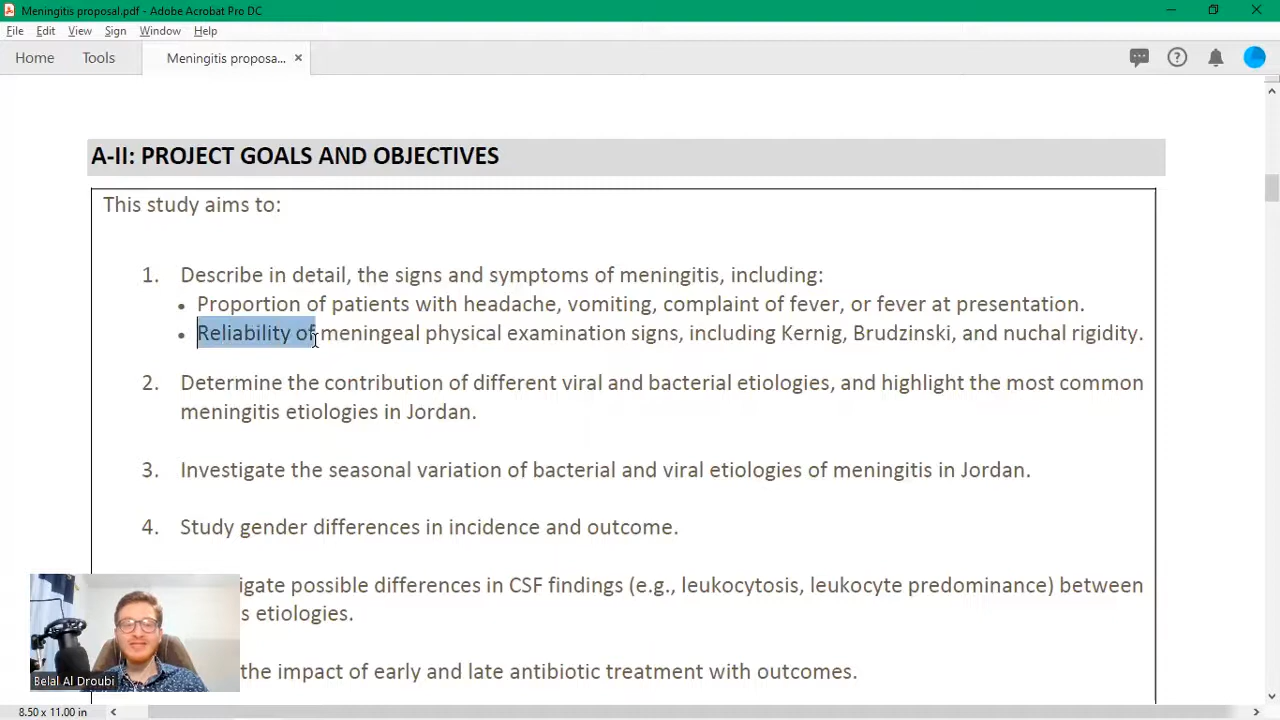 Meningitis proposal.pdf - Adobe Acrobat Pro DC
File Edit View Sign Window Help
Home Tools Meningitis proposa... ×
A-II: PROJECT GOALS AND OBJECTIVES
This study aims to:
1. Describe in detail, the signs and symptoms of meningitis, including:
• Proportion of patients with headache, vomiting, complaint of fever, or fever at presentation.
• Reliability of meningeal physical examination signs, including Kernig, Brudzinski, and nuchal rigidity.
2. Determine the contribution of different viral and bacterial etiologies, and highlight the most common
meningitis etiologies in Jordan.
3. Investigate the seasonal variation of bacterial and viral etiologies of meningitis in Jordan.
4. Study gender differences in incidence and outcome.
igate possible differences in CSF findings (e.g., leukocytosis, leukocyte predominance) between
s etiologies.
the impact of early and late antibiotic treatment with outcomes.
Belal Al Droubi
8.50 x 11.00 in